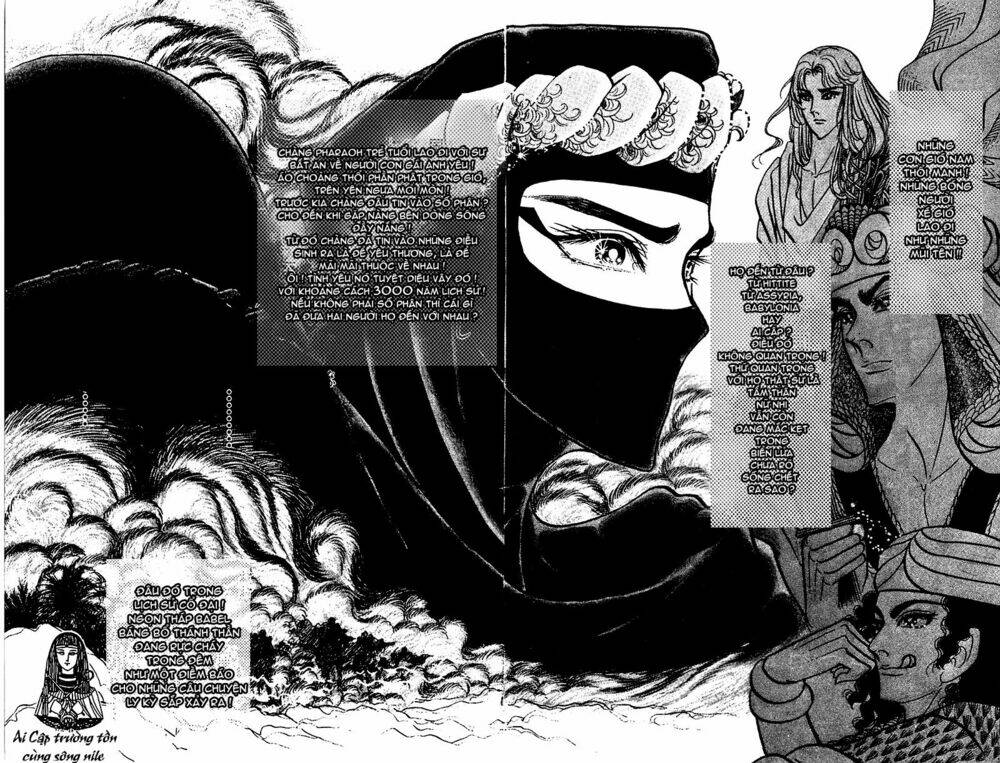 NHỮNG
CƠN GIÓ NAM
THỔI MẠNH !
NHƯNG BÓNG
NGƯỜI
XÉ GIÓ
LAO ĐI
NHƯ NHỮNG
MŨI TÊN !!
HỌ ĐẾN TỪ ĐÂU ?
TỪ HITTITE
TỪ ASSYRIA,
BABYLONIA
HAY
AI CẬP ?
ĐIỀU ĐÓ
KHÔNG QUAN TRỌNG !
THỨ QUAN TRỌNG
VỚI HỌ THẬT SỰ LÀ
TẤM THÂN
NỮ NHI
VẪN CÒN
ĐANG MẮC KẸT
TRONG
BIỂN LỬA
CHƯA RÕ
SỐNG CHẾT
RA SAO ?
CHÀNG PHARAOH TRẺ TUỔI LAO ĐI VỚI SỰ
BẤT AN VỀ NGƯỜI CON GÁI ANH YÊU !
ÁO CHOÀNG THỔI PHẦN PHẬT TRONG GIÓ,
TRÊN YÊN NGỰA MỎI MÒN !
TRƯỚC KIA CHÀNG ĐÂU TIN VÀO SỐ PHẬN ?
CHO ĐẾN KHI GẶP NÀNG BÊN DÒNG SÔNG
ĐẦY NẮNG !
TỪ ĐÓ CHÀNG ĐÃ TIN VÀO NHỮNG ĐIỀU
SINH RA LÀ ĐỂ YÊU THƯƠNG, LÀ ĐỂ
MÃI MÃI THUỘC VỀ NHAU !
ÔI ! TÌNH YÊU NÓ TUYỆT DIỆU VẬY ĐÓ !
VỚI KHOẢNG CÁCH 3000 NĂM LỊCH SỬ !
NẾU KHÔNG PHẢI SỐ PHẬN THÌ CÁI GÌ
ĐÃ ĐƯA HAI NGƯỜI HỌ ĐẾN VỚI NHAU ?
ĐÂU ĐÓ TRONG
LỊCH SỬ CỔ ĐẠI !
NGỌN THÁP BABEL
BÁNG BỔ THÁNH THẦN
ĐANG RỰC CHÁY
TRONG ĐÊM
NHƯ MỘT ĐIỀM BÁO
CHO NHỮNG CÂU CHUYỆN
LY KỲ SẮP XẢY RA !
Ai Cập trường tồn
cùng sông nile